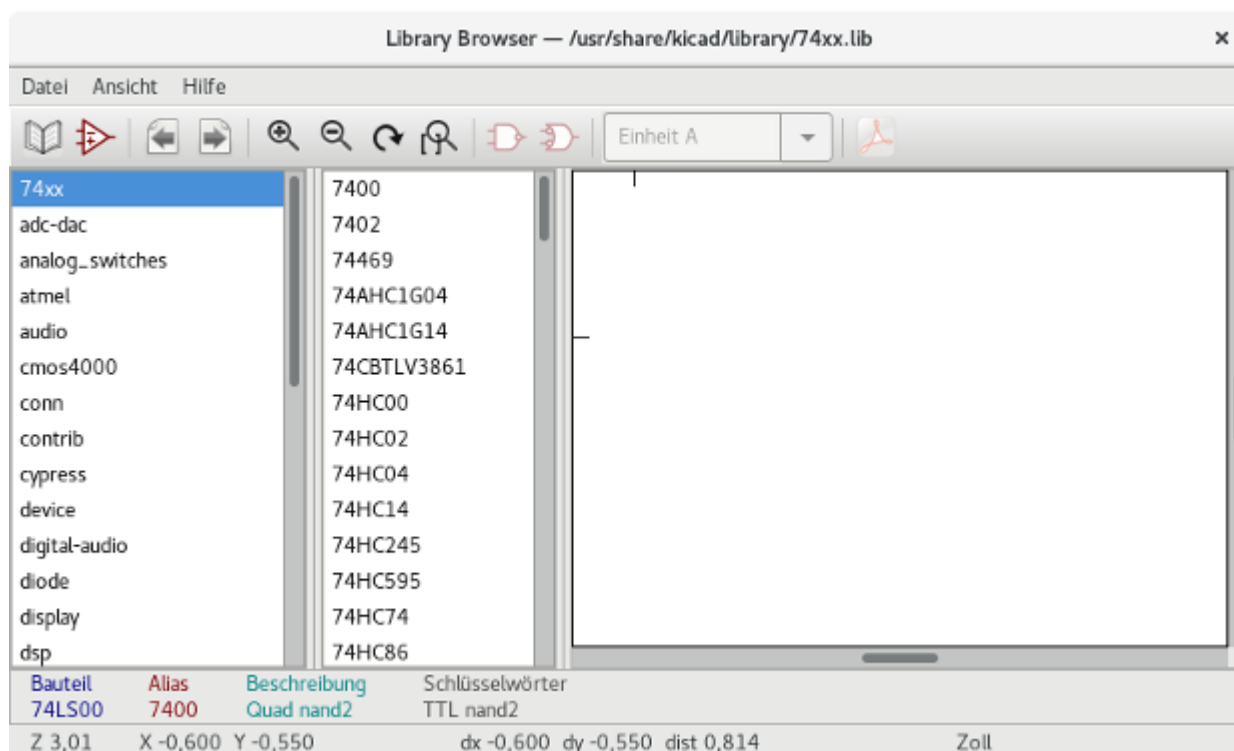 Library Browser — /usr/share/kicad/library/74xx.lib
Datei Ansicht Hilfe
Einheit A
74xx
adc-dac
analog_switches
atmel
audio
cmos4000
conn
contrib
cypress
device
digital-audio
diode
display
dsp
7400
7402
74469
74AHC1G04
74AHC1G14
74CBTLV3861
74HC00
74HC02
74HC04
74HC14
74HC245
74HC595
74HC74
74HC86
Bauteil Alias Beschreibung Schlüsselwörter
74LS00 7400 Quad nand2 TTL nand2
Z 3,01 X -0,600 Y -0,550 dx -0,600 dy -0,550 dist 0,814 Zoll